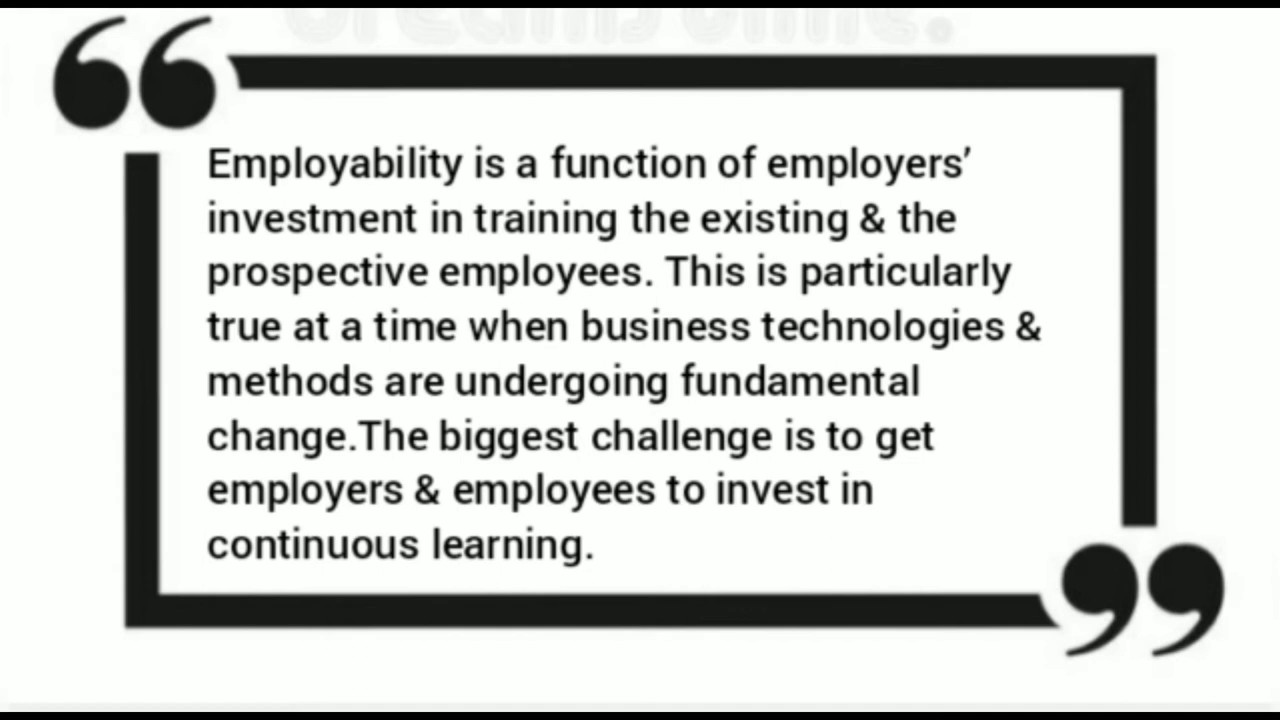 Employability is a function of employers’
investment in training the existing & the
prospective employees. This is particularly
true at a time when business technologies &
methods are undergoing fundamental
change.The biggest challenge is to get
employers & employees to invest in
continuous learning.